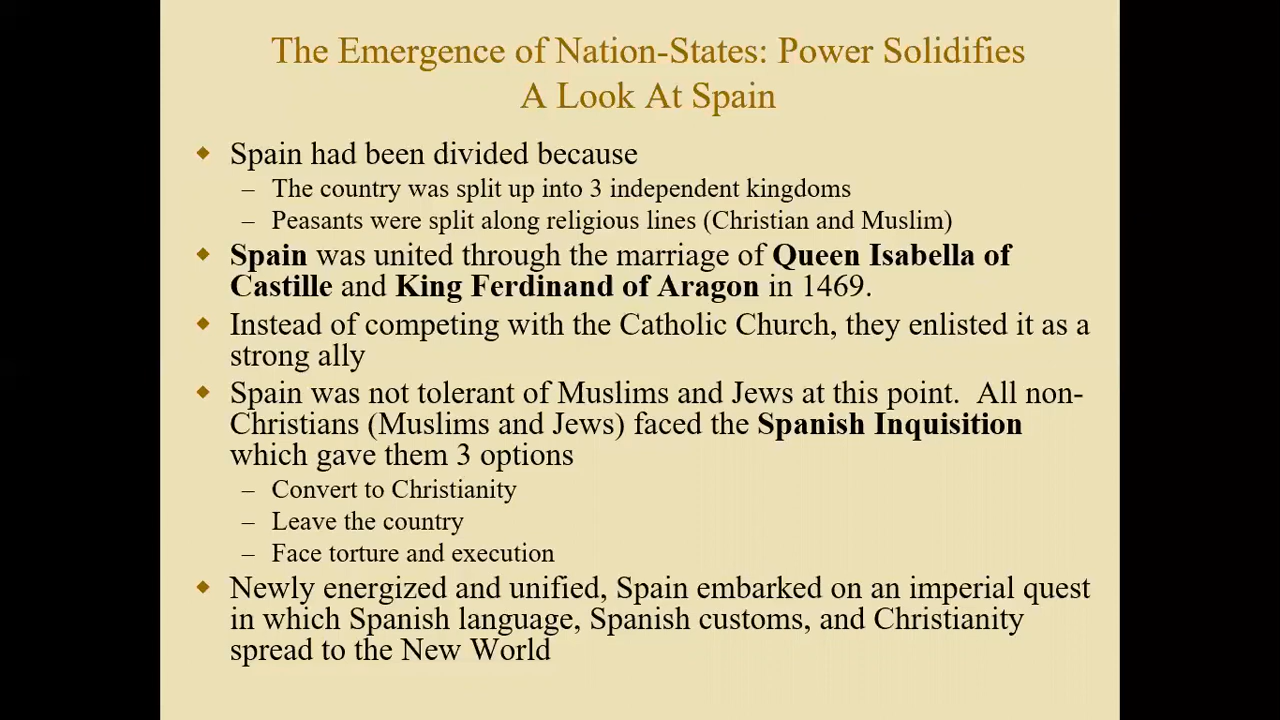 The Emergence of Nation-States: Power Solidifies
A Look At Spain
◆ Spain had been divided because
– The country was split up into 3 independent kingdoms
– Peasants were split along religious lines (Christian and Muslim)
◆ Spain was united through the marriage of Queen Isabella of
Castille and King Ferdinand of Aragon in 1469.
◆ Instead of competing with the Catholic Church, they enlisted it as a
strong ally
◆ Spain was not tolerant of Muslims and Jews at this point.  All non-
Christians (Muslims and Jews) faced the Spanish Inquisition
which gave them 3 options
– Convert to Christianity
– Leave the country
– Face torture and execution
◆ Newly energized and unified, Spain embarked on an imperial quest
in which Spanish language, Spanish customs, and Christianity
spread to the New World